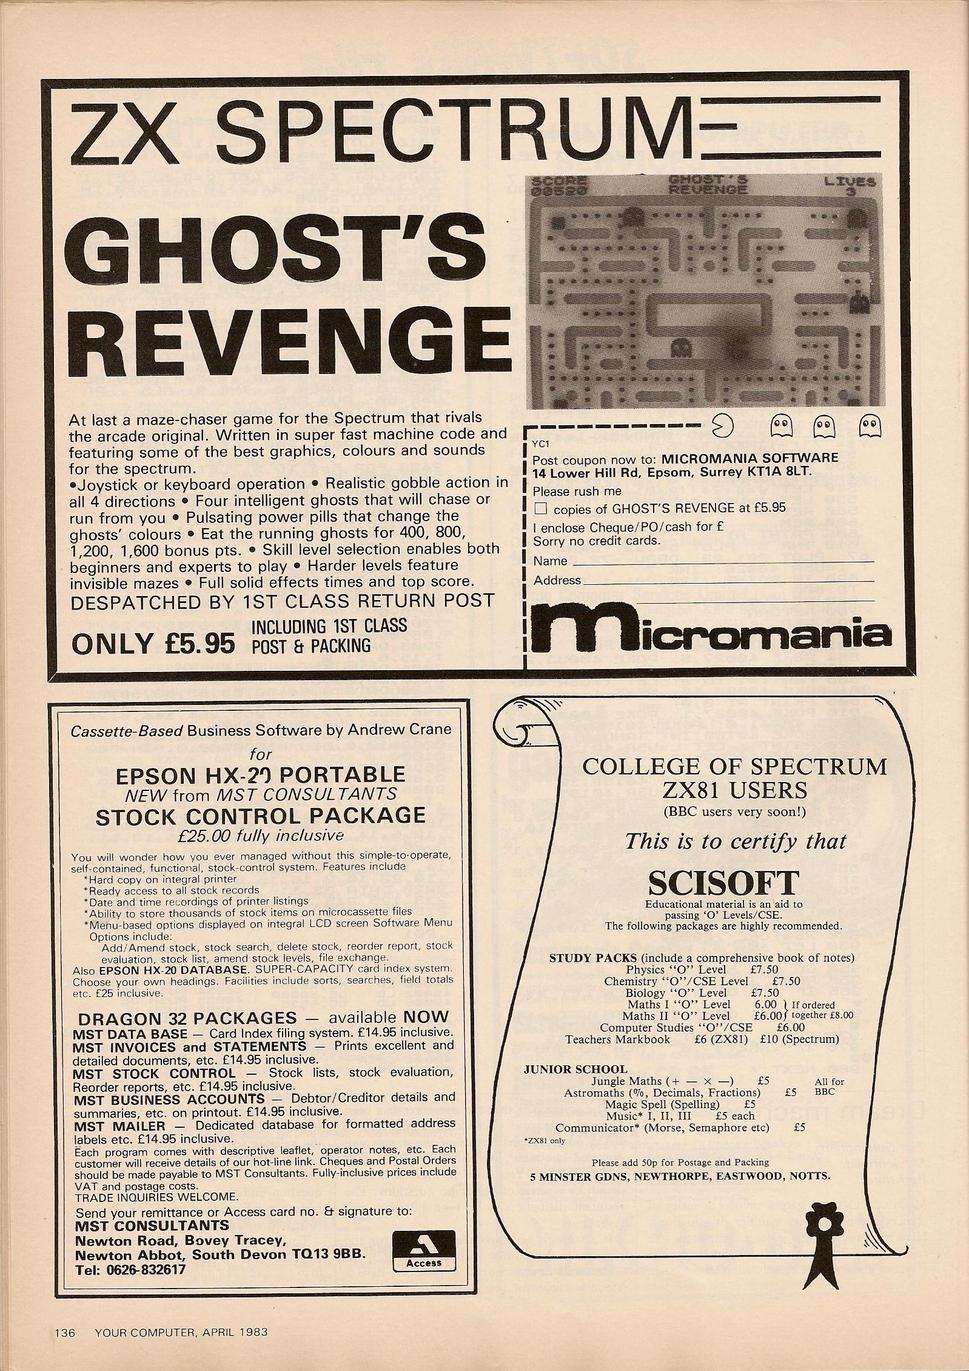 ZX SPECTRUM
GHOST'S
REVENGE
SCORE GHOST'S LIVES
00520 REVENGE 3
At last a maze-chaser game for the Spectrum that rivals
the arcade original. Written in super fast machine code and
featuring some of the best graphics, colours and sounds
for the spectrum.
•Joystick or keyboard operation • Realistic gobble action in
all 4 directions • Four intelligent ghosts that will chase or
run from you • Pulsating power pills that change the
ghosts' colours • Eat the running ghosts for 400, 800,
1,200, 1,600 bonus pts. • Skill level selection enables both
beginners and experts to play • Harder levels feature
invisible mazes • Full solid effects times and top score.
DESPATCHED BY 1ST CLASS RETURN POST
ONLY £5.95 INCLUDING 1ST CLASS
POST & PACKING
YC1
Post coupon now to: MICROMANIA SOFTWARE
14 Lower Hill Rd, Epsom, Surrey KT1A 8LT.
Please rush me
☐ copies of GHOST'S REVENGE at £5.95
I enclose Cheque/PO/cash for £
Sorry no credit cards.
Name
Address
Micromania
Cassette-Based Business Software by Andrew Crane
for
EPSON HX-20 PORTABLE
NEW from MST CONSULTANTS
STOCK CONTROL PACKAGE
£25.00 fully inclusive
You will wonder how you ever managed without this simple-to-operate,
self-contained, functional, stock-control system. Features include
*Hard copy on integral printer
*Ready access to all stock records
*Date and time recordings of printer listings
*Ability to store thousands of stock items on microcassette files
*Menu-based options displayed on integral LCD screen Software Menu
Options include:
Add/Amend stock, stock search, delete stock, reorder report, stock
evaluation, stock list, amend stock levels, file exchange.
Also EPSON HX-20 DATABASE. SUPER-CAPACITY card index system.
Choose your own headings. Facilities include sorts, searches, field totals
etc. £25 inclusive.
DRAGON 32 PACKAGES — available NOW
MST DATA BASE — Card Index filing system. £14.95 inclusive.
MST INVOICES and STATEMENTS — Prints excellent and
detailed documents, etc. £14.95 inclusive.
MST STOCK CONTROL — Stock lists, stock evaluation,
Reorder reports, etc. £14.95 inclusive.
MST BUSINESS ACCOUNTS — Debtor/Creditor details and
summaries, etc. on printout. £14.95 inclusive.
MST MAILER — Dedicated database for formatted address
labels etc. £14.95 inclusive.
Each program comes with descriptive leaflet, operator notes, etc. Each
customer will receive details of our hot-line link. Cheques and Postal Orders
should be made payable to MST Consultants. Fully-inclusive prices include
VAT and postage costs.
TRADE INQUIRIES WELCOME.
Send your remittance or Access card no. & signature to:
MST CONSULTANTS
Newton Road, Bovey Tracey,
Newton Abbot, South Devon TQ13 9BB.
Tel: 0626-832617
Access
COLLEGE OF SPECTRUM
ZX81 USERS
(BBC users very soon!)
This is to certify that
SCISOFT
Educational material is an aid to
passing 'O' Levels/CSE.
The following packages are highly recommended.
STUDY PACKS (include a comprehensive book of notes)
Physics "O" Level £7.50
Chemistry "O"/CSE Level £7.50
Biology "O" Level £7.50
Maths I "O" Level 6.00 } If ordered
Maths II "O" Level £6.00 } together £8.00
Computer Studies "O"/CSE £6.00
Teachers Markbook £6 (ZX81) £10 (Spectrum)
JUNIOR SCHOOL
Jungle Maths (+ — × —) £5 All for
Astromaths (%, Decimals, Fractions) £5 BBC
Magic Spell (Spelling) £5
Music* I, II, III £5 each
Communicator* (Morse, Semaphore etc) £5
*ZX81 only
Please add 50p for Postage and Packing
5 MINSTER GDNS, NEWTHORPE, EASTWOOD, NOTTS.
136 YOUR COMPUTER, APRIL 1983